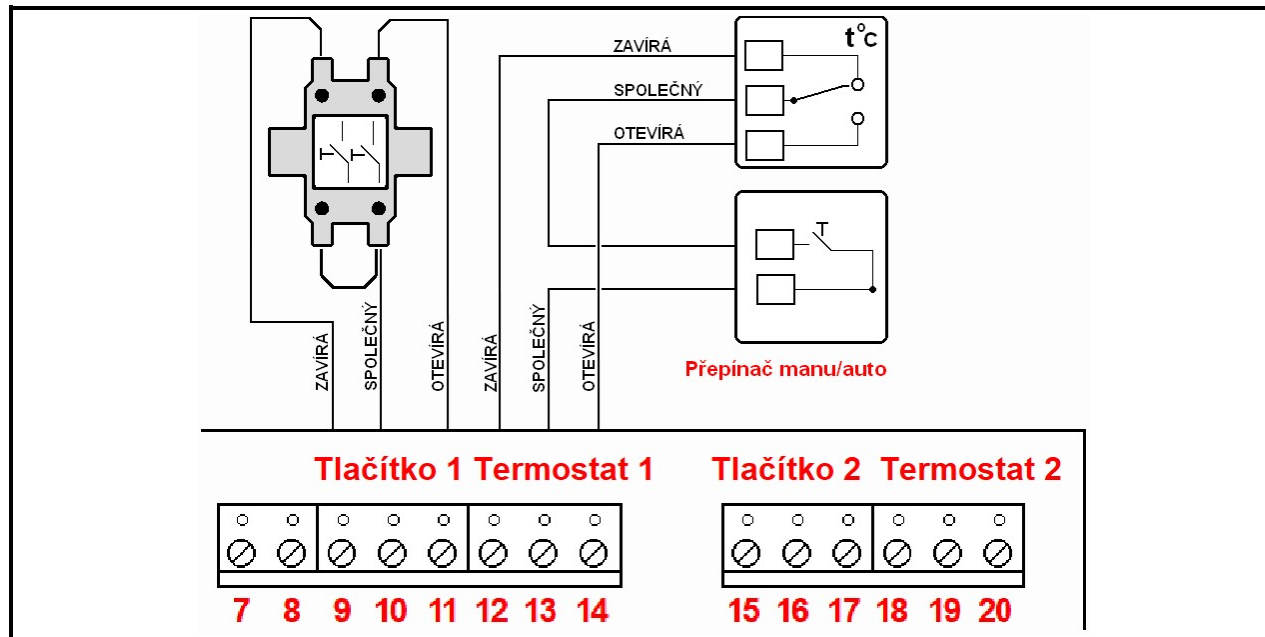 t°C
ZAVÍRÁ
SPOLEČNÝ
OTEVÍRÁ
ZAVÍRÁ
SPOLEČNÝ
OTEVÍRÁ
ZAVÍRÁ
SPOLEČNÝ
OTEVÍRÁ
Přepínač manu/auto
Tlačítko 1 Termostat 1 Tlačítko 2 Termostat 2
7 8 9 10 11 12 13 14 15 16 17 18 19 20